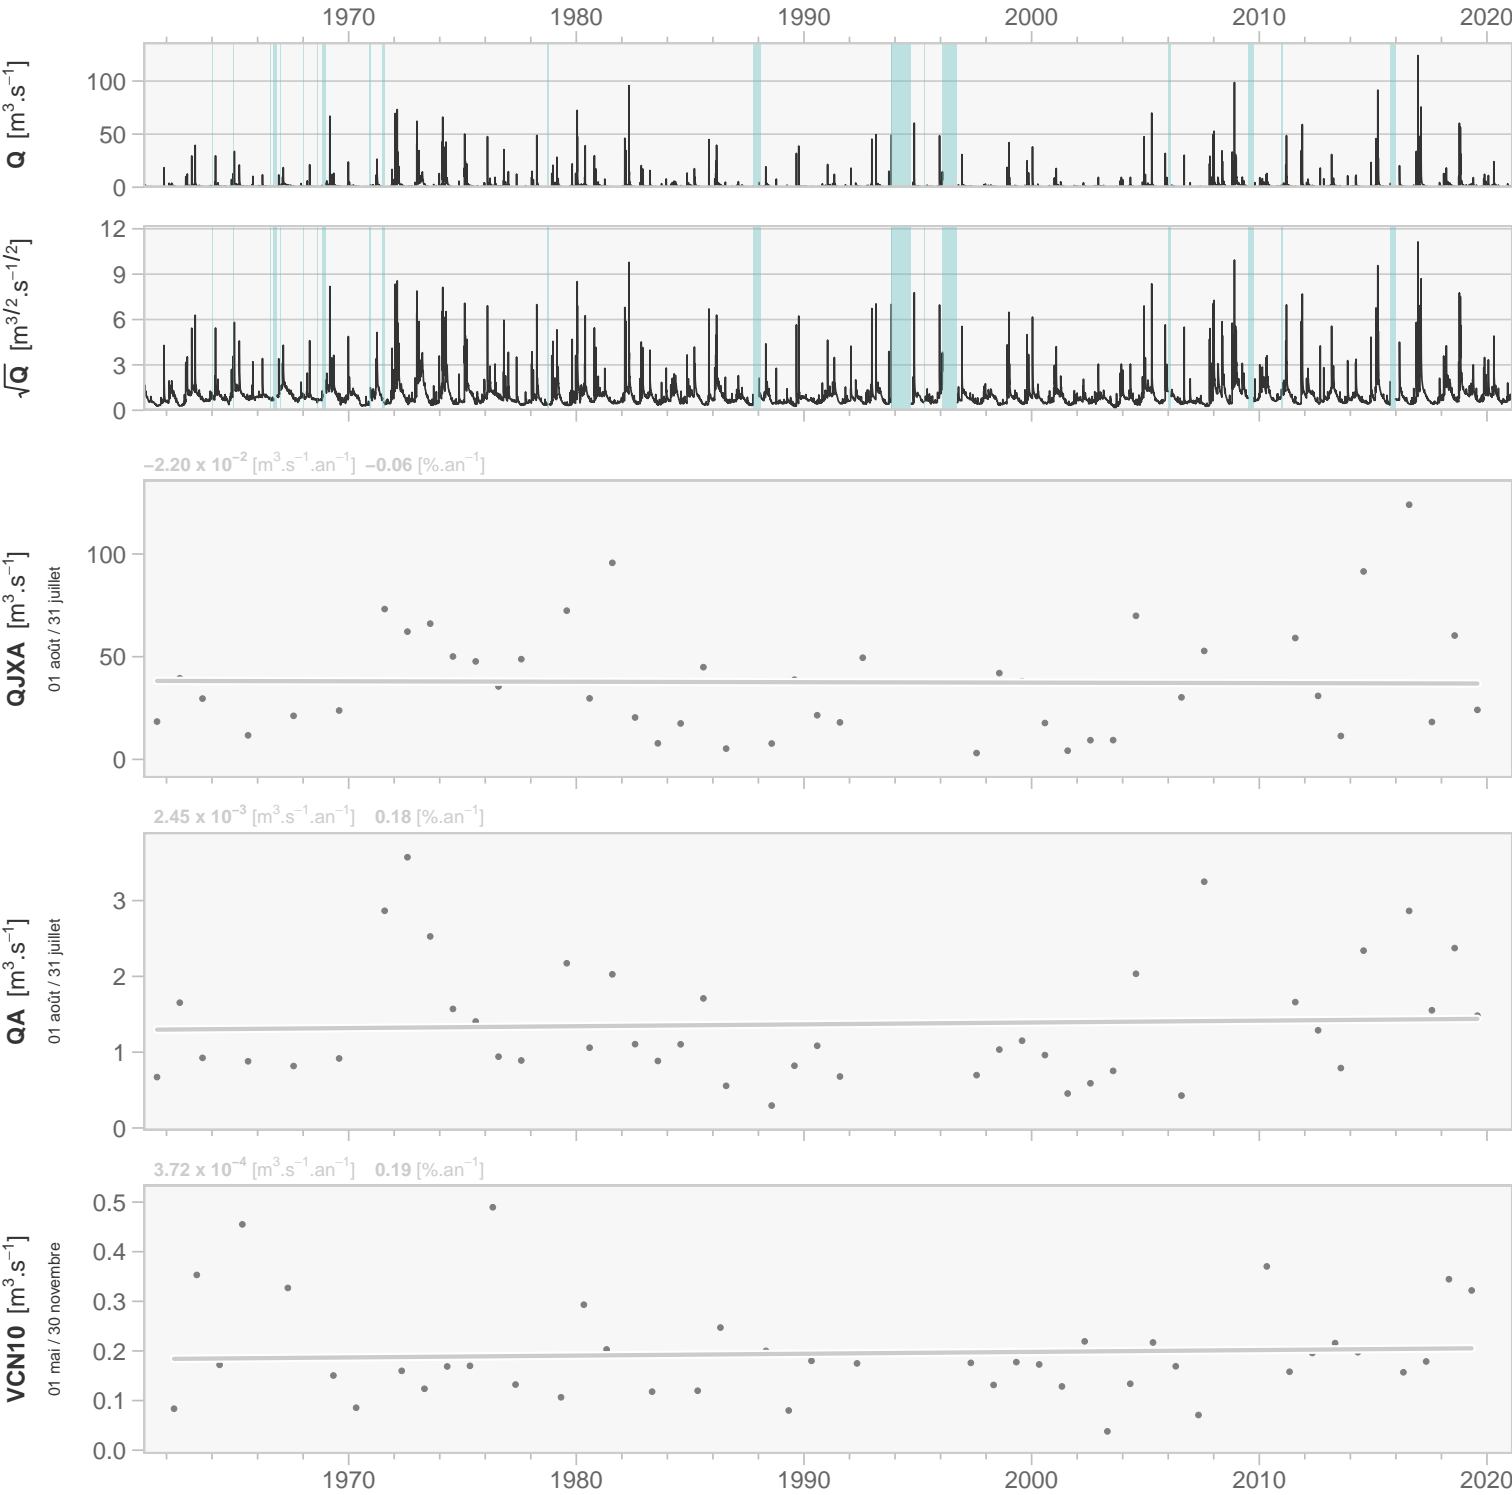 1970 1980 1990 2000 2010 2020
Q [m³.s⁻¹]
100
50
0
√Q [m³ᐟ².s⁻¹ᐟ²]
12
9
6
3
0
−2.20 x 10⁻² [m³.s⁻¹.an⁻¹] −0.06 [%.an⁻¹]
QJXA [m³.s⁻¹]
01 août / 31 juillet
100
50
0
2.45 x 10⁻³ [m³.s⁻¹.an⁻¹] 0.18 [%.an⁻¹]
QA [m³.s⁻¹]
01 août / 31 juillet
3
2
1
0
3.72 x 10⁻⁴ [m³.s⁻¹.an⁻¹] 0.19 [%.an⁻¹]
VCN10 [m³.s⁻¹]
01 mai / 30 novembre
0.5
0.4
0.3
0.2
0.1
0.0
1970 1980 1990 2000 2010 2020